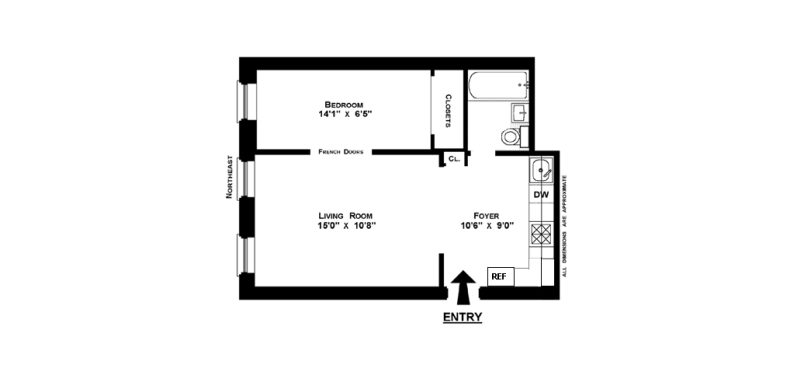 BEDROOM
14'1" X 6'5"
CLOSETS
FRENCH DOORS
CL.
NORTHEAST
DW
LIVING ROOM
15'0" X 10'8"
FOYER
10'6" X 9'0"
REF
ALL DIMENSIONS ARE APPROXIMATE
ENTRY